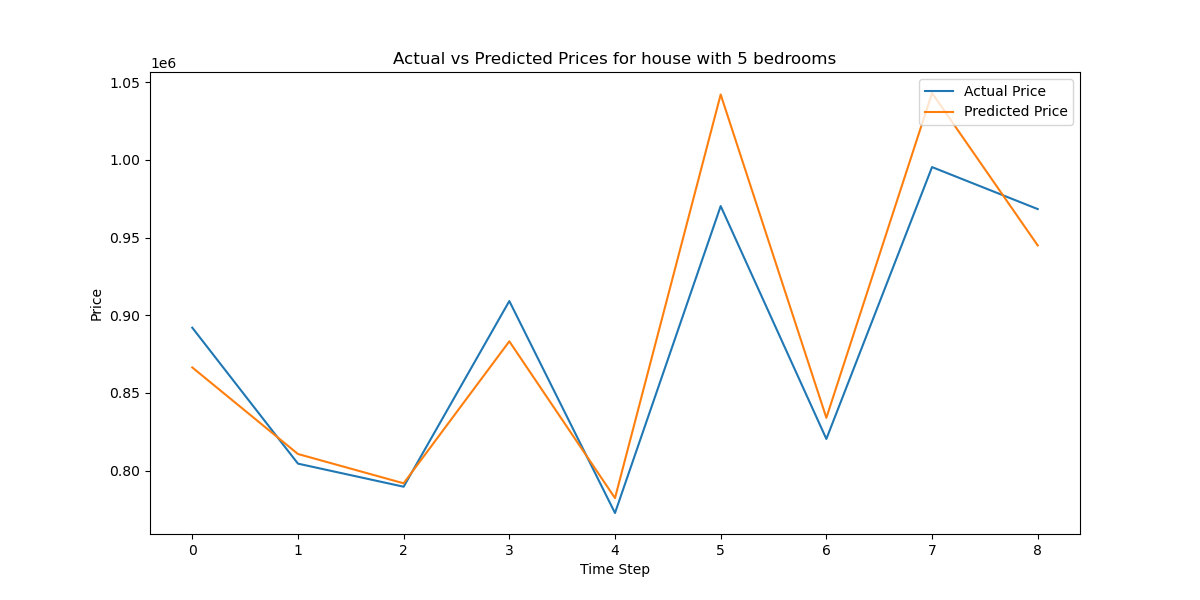 Actual vs Predicted Prices for house with 5 bedrooms
1e6
Actual Price
Predicted Price
1.05
1.00
0.95
0.90
0.85
0.80
Price
0 1 2 3 4 5 6 7 8
Time Step